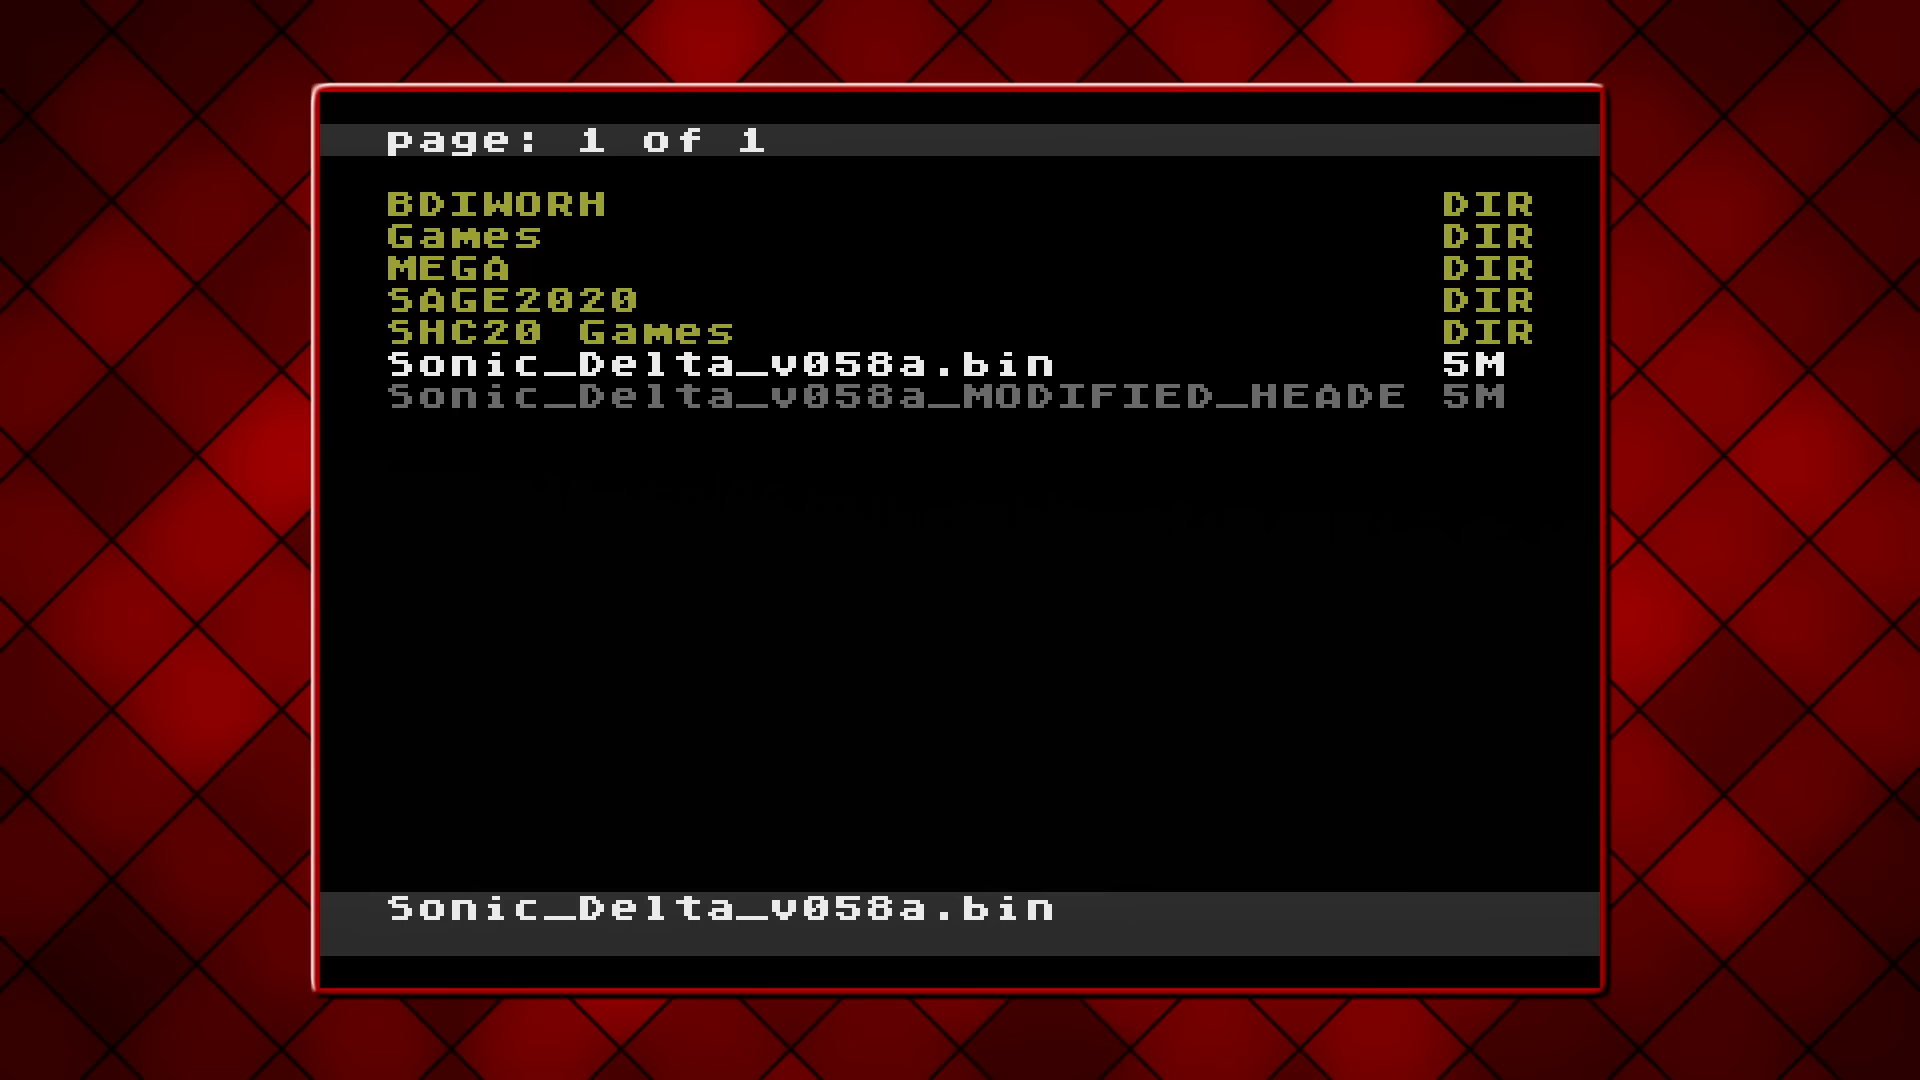 page: 1 of 1
BDIWORH DIR
Games DIR
MEGA DIR
SAGE2020 DIR
SHC20 Games DIR
Sonic_Delta_v058a.bin 5M
Sonic_Delta_v058a_MODIFIED_HEADE 5M
Sonic_Delta_v058a.bin